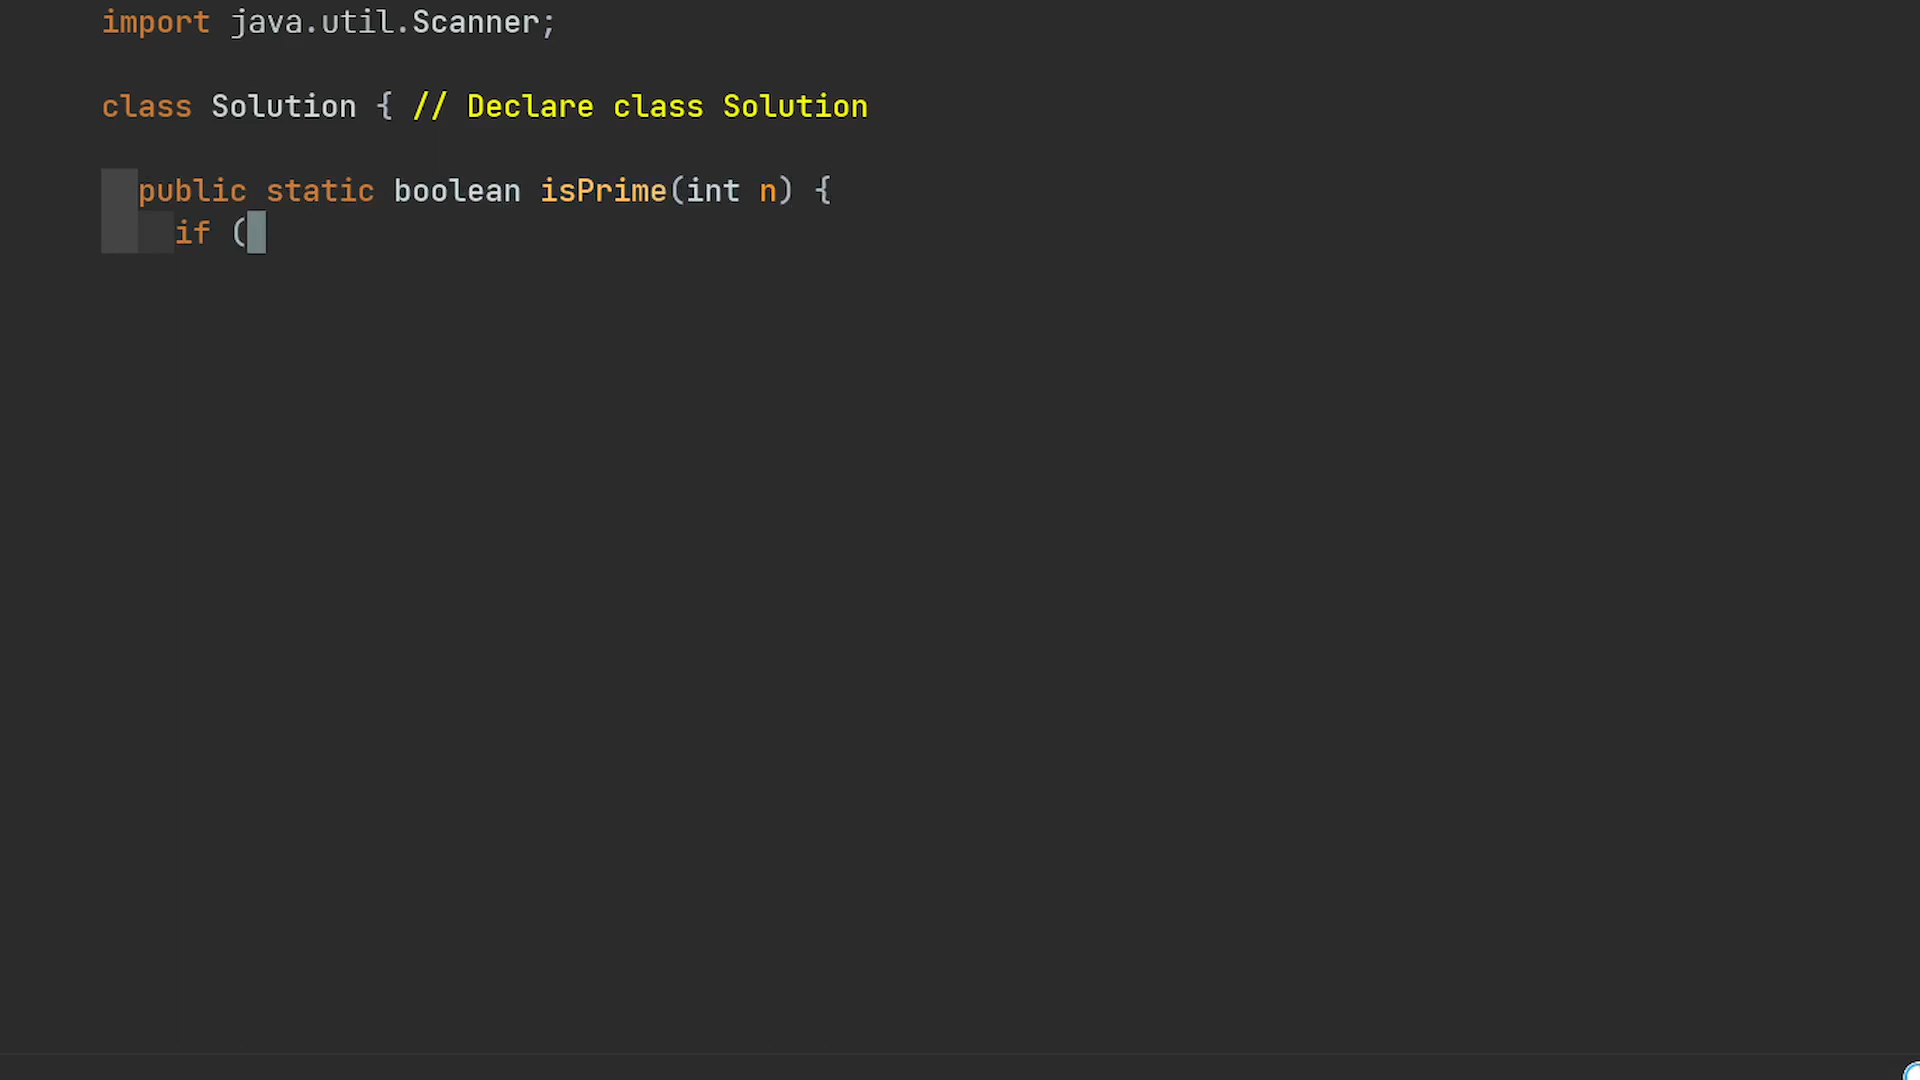 import java.util.Scanner;
class Solution { // Declare class Solution
public static boolean isPrime(int n) {
if (